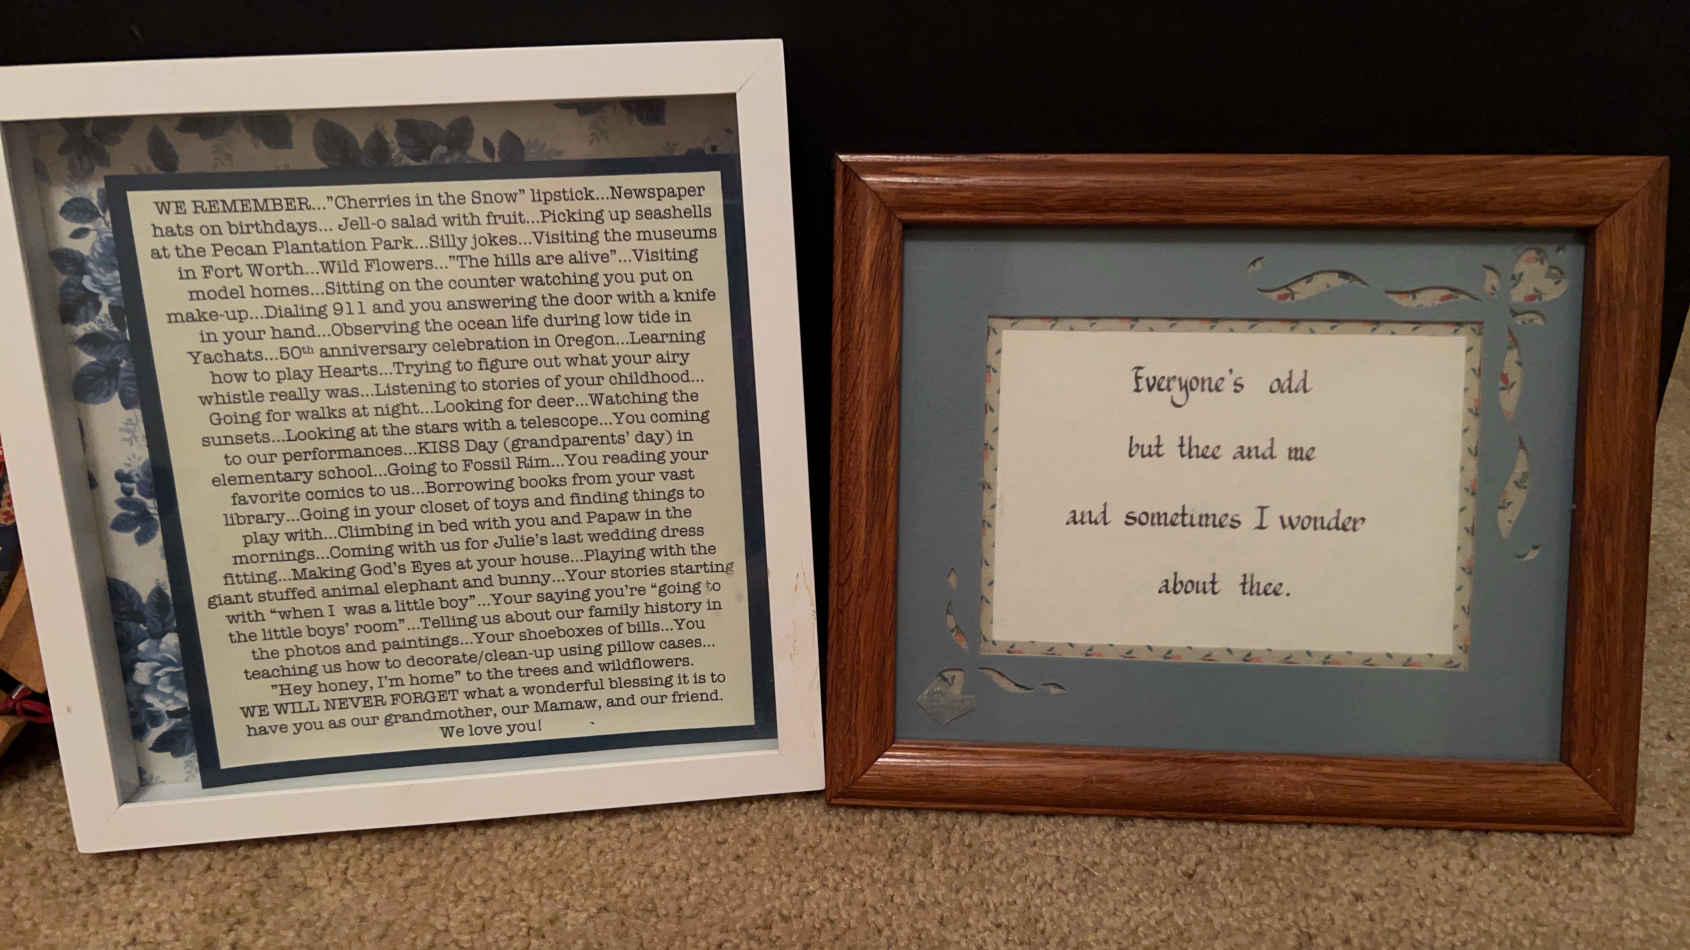 WE REMEMBER..."Cherries in the Snow" lipstick...Newspaper
hats on birthdays... Jell-o salad with fruit...Picking up seashells
at the Pecan Plantation Park...Silly jokes...Visiting the museums
in Fort Worth...Wild Flowers..."The hills are alive"...Visiting
model homes...Sitting on the counter watching you put on
make-up...Dialing 911 and you answering the door with a knife
in your hand...Observing the ocean life during low tide in
Yachats...50th anniversary celebration in Oregon...Learning
how to play Hearts...Trying to figure out what your airy
whistle really was...Listening to stories of your childhood...
Going for walks at night...Looking for deer...Watching the
sunsets...Looking at the stars with a telescope...You coming
to our performances...KISS Day (grandparents' day) in
elementary school...Going to Fossil Rim...You reading your
favorite comics to us...Borrowing books from your vast
library...Going in your closet of toys and finding things to
play with...Climbing in bed with you and Papaw in the
mornings...Coming with us for Julie's last wedding dress
fitting...Making God's Eyes at your house...Playing with the
giant stuffed animal elephant and bunny...Your stories starting
with "when I was a little boy"...Your saying you're "going to
the little boys' room"...Telling us about our family history in
the photos and paintings...Your shoeboxes of bills...You
teaching us how to decorate/clean-up using pillow cases...
"Hey honey, I'm home" to the trees and wildflowers.
WE WILL NEVER FORGET what a wonderful blessing it is to
have you as our grandmother, our Mamaw, and our friend.
We love you!
Everyone's odd
but thee and me
and sometimes I wonder
about thee.